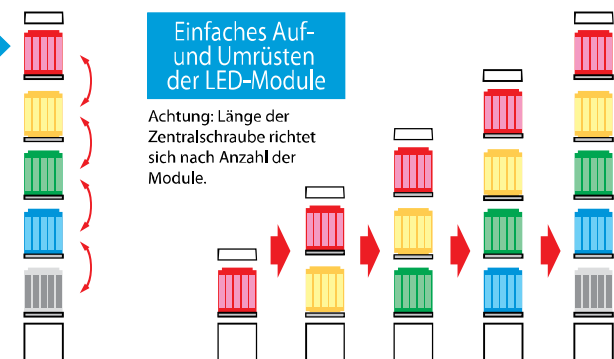 Einfaches Auf-
und Umrüsten
der LED-Module
Achtung: Länge der
Zentralschraube richtet
sich nach Anzahl der
Module.